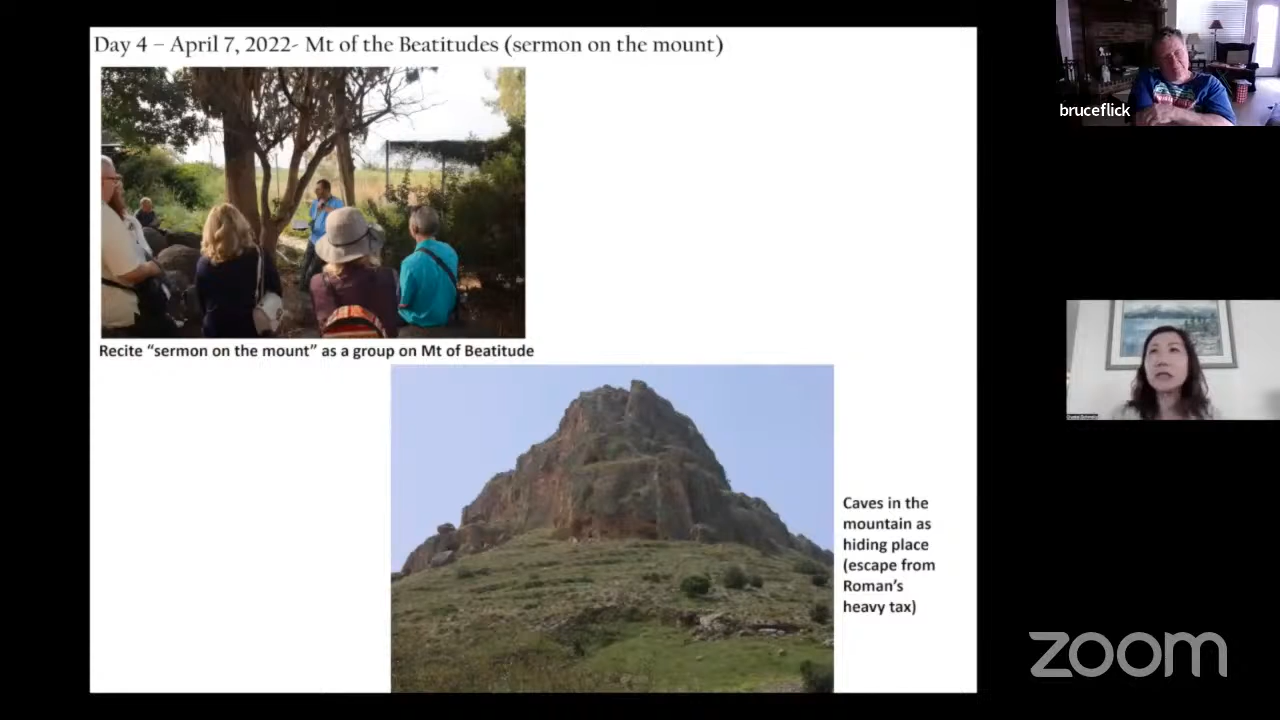 Day 4 – April 7, 2022- Mt of the Beatitudes (sermon on the mount)
bruceflick
Recite “sermon on the mount” as a group on Mt of Beatitude
Caves in the
mountain as
hiding place
(escape from
Roman’s
heavy tax)
zoom